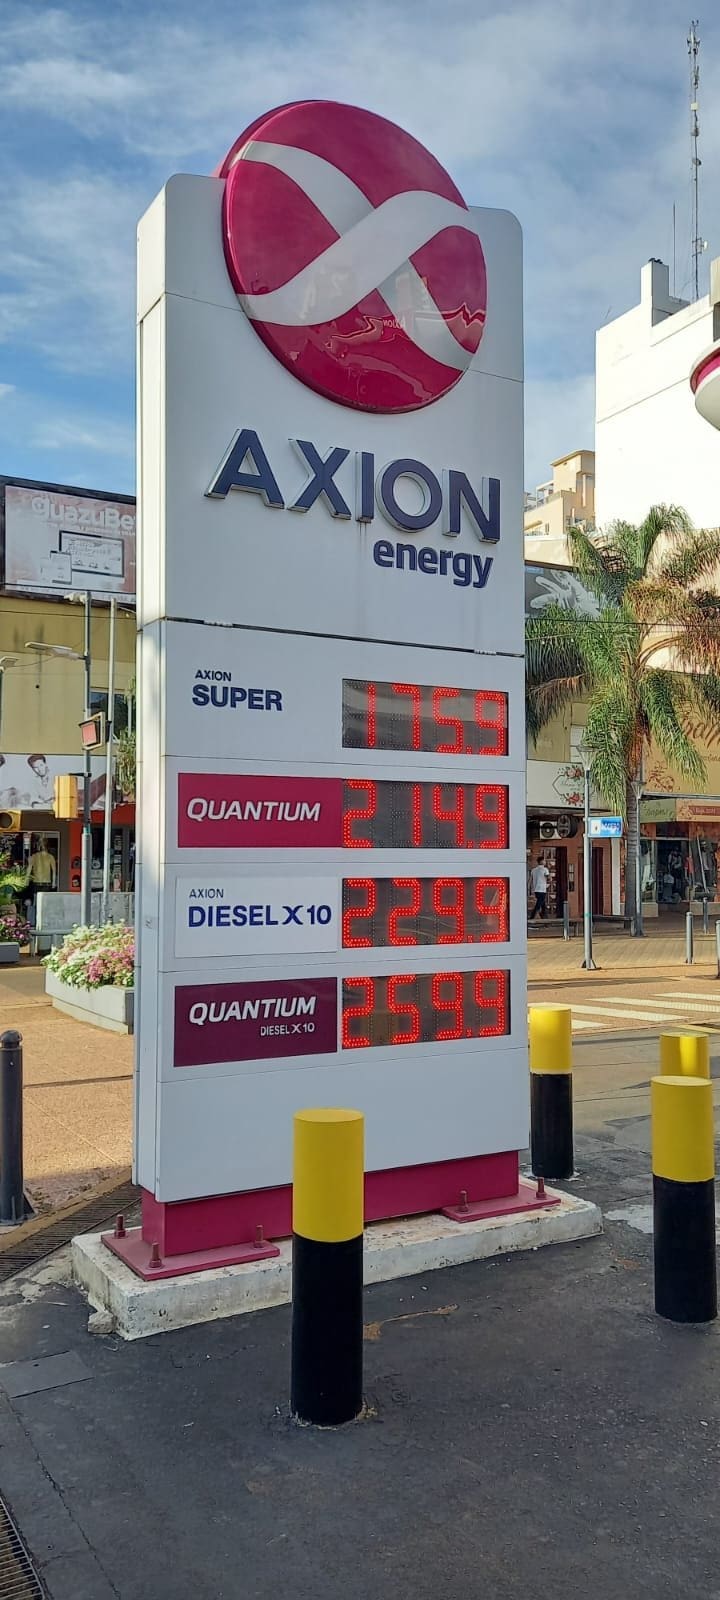 AXION
energy
AXION
SUPER 175.9
QUANTIUM 214.9
AXION
DIESEL X10 229.9
QUANTIUM 259.9
DIESEL X10
guazuBet